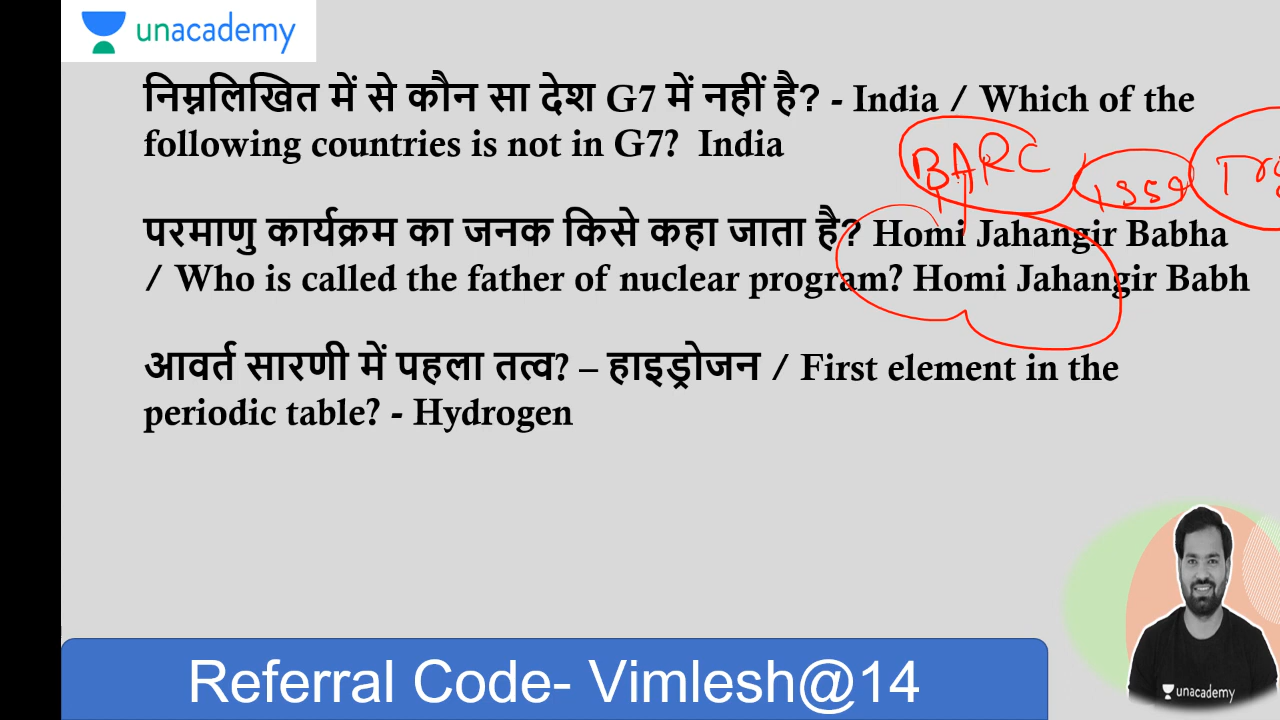 unacademy
निम्नलिखित में से कौन सा देश G7 में नहीं है? - India / Which of the
following countries is not in G7? India
BARC
परमाणु कार्यक्रम का जनक किसे कहा जाता है? Homi Jahangir Babha
/ Who is called the father of nuclear program? Homi Jahangir Babh
आवर्त सारणी में पहला तत्व? – हाइड्रोजन / First element in the
periodic table? - Hydrogen
unacademy
Referral Code- Vimlesh@14